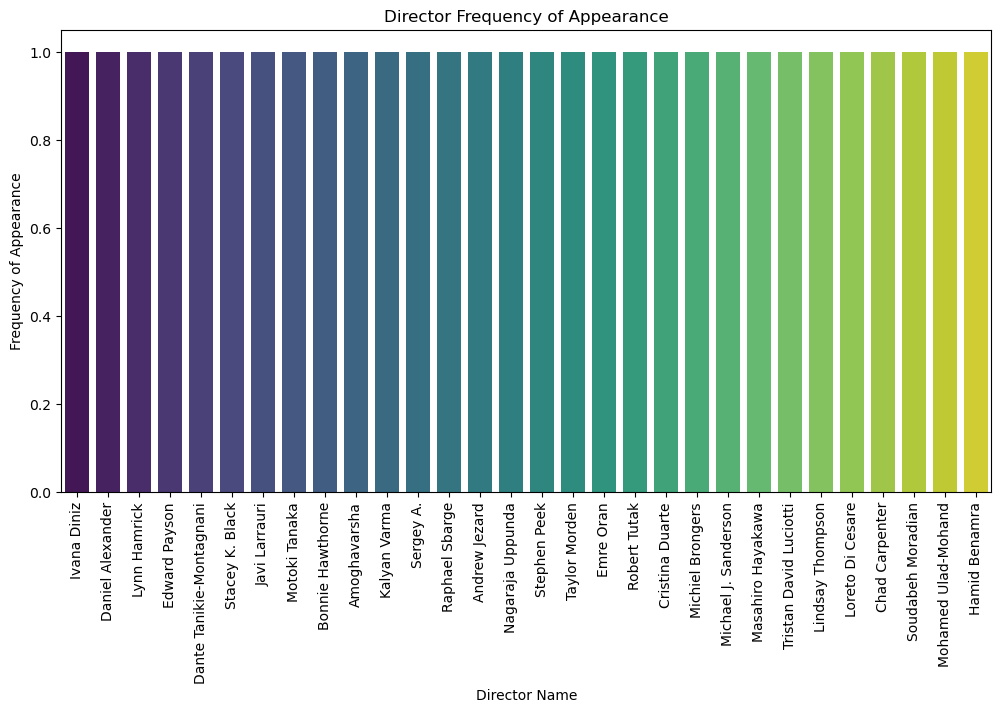 Director Frequency of Appearance
Frequency of Appearance
1.0
0.8
0.6
0.4
0.2
0.0
Ivana Diniz
Daniel Alexander
Lynn Hamrick
Edward Payson
Dante Tanikie-Montagnani
Stacey K. Black
Javi Larrauri
Motoki Tanaka
Bonnie Hawthorne
Amoghavarsha
Kalyan Varma
Sergey A.
Raphael Sbarge
Andrew Jezard
Nagaraja Uppunda
Stephen Peek
Taylor Morden
Emre Oran
Robert Tutak
Cristina Duarte
Michiel Brongers
Michael J. Sanderson
Masahiro Hayakawa
Tristan David Luciotti
Lindsay Thompson
Loreto Di Cesare
Chad Carpenter
Soudabeh Moradian
Mohamed Ulad-Mohand
Hamid Benamra
Director Name